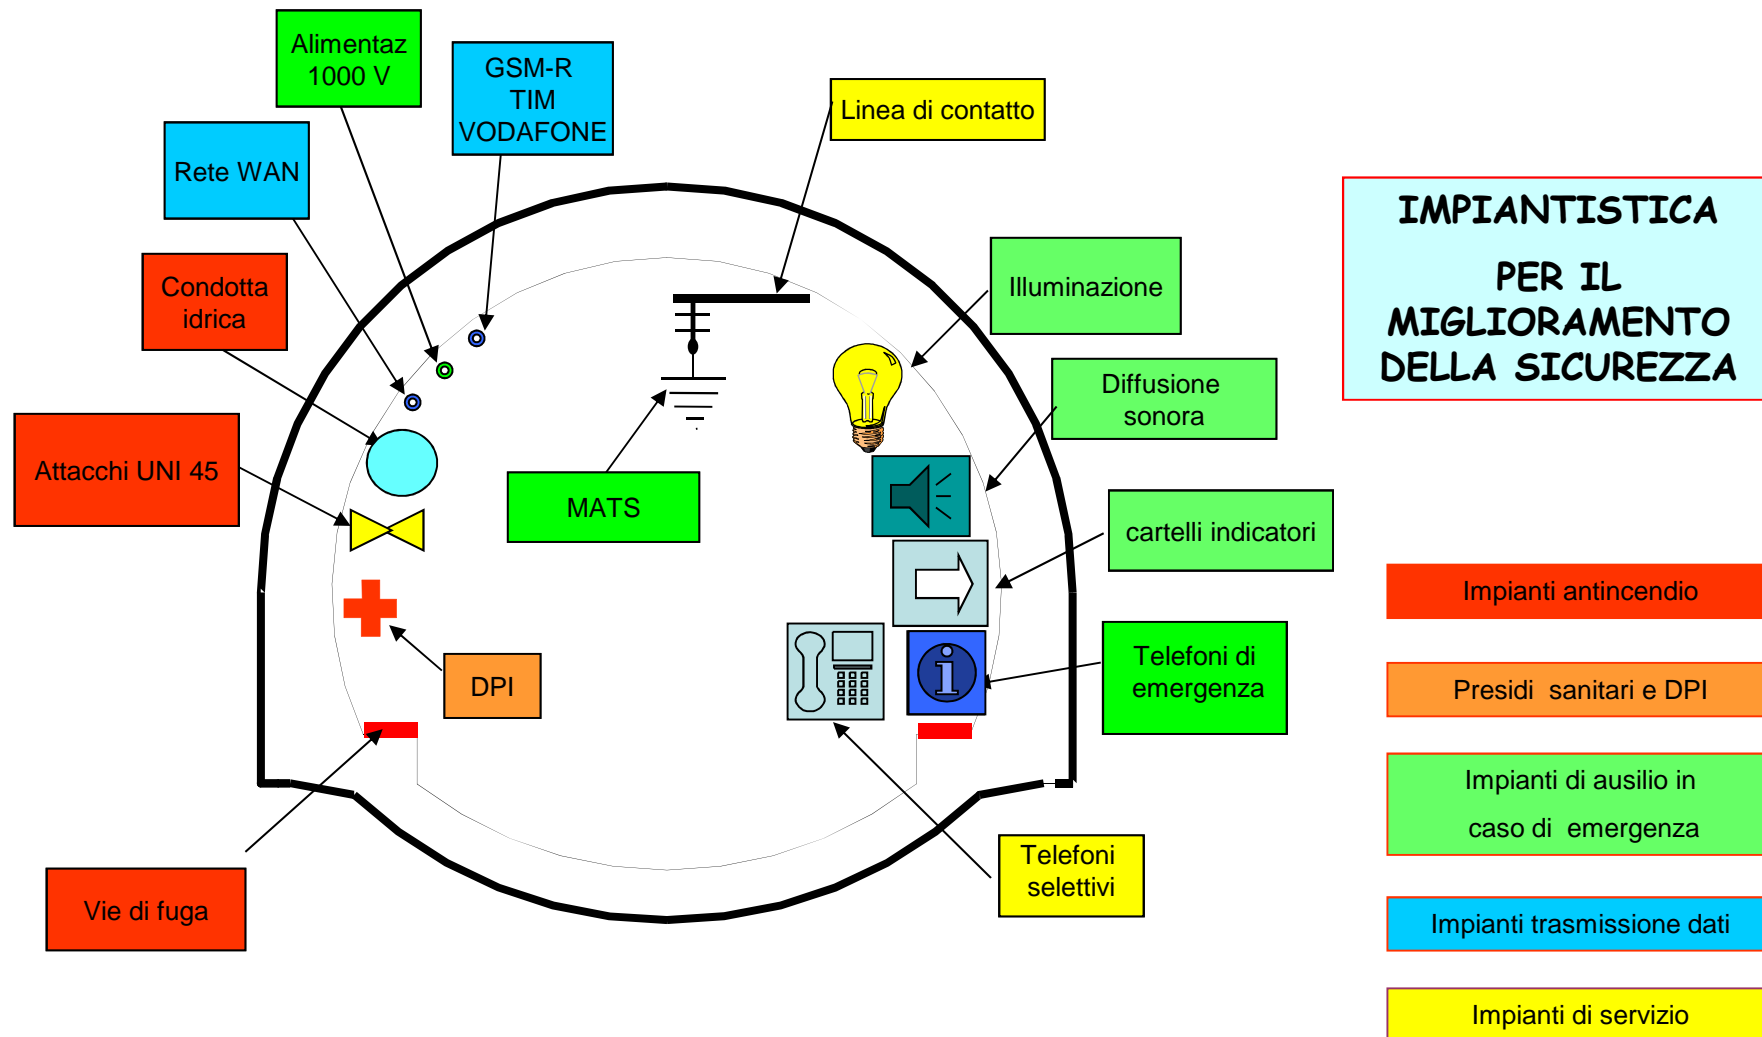 Alimentaz
1000 V
GSM-R
TIM
VODAFONE
Linea di contatto
Rete WAN
IMPIANTISTICA
PER IL
MIGLIORAMENTO
DELLA SICUREZZA
Condotta
idrica
Illuminazione
Diffusione
sonora
Attacchi UNI 45
MATS
cartelli indicatori
Impianti antincendio
DPI
Telefoni di
emergenza
Presidi sanitari e DPI
Impianti di ausilio in
caso di emergenza
Telefoni
selettivi
Vie di fuga
Impianti trasmissione dati
Impianti di servizio